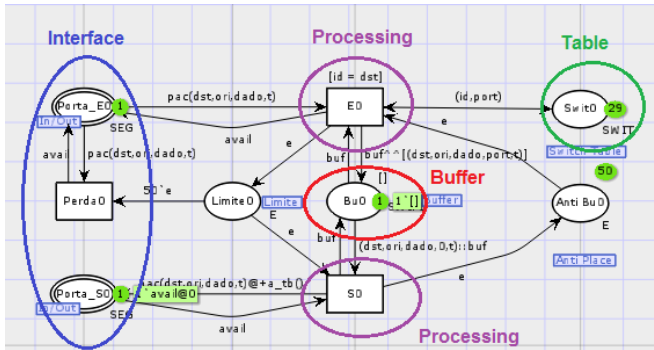 Interface
Processing
Table
[id = dst]
Porta_E0
1
pac(dst,ori,dado,t)
E0
(id,port)
Swit0
29
In/Out
SEG
avail
e
e
SWIT
Switch Table
avail
pac(dst,ori,dado,t)
buf
buf^^[(dst,ori,dado,port,t)]
50
[]
Buffer
Perda0
50`e
Limite0
Limite
E
Bu0
1
1`[]
Buffer
Anti Bu0
E
e
buf
(dst,ori,dado,0,t)::buf
Anti Place
pac(dst,ori,dado,t)@+a_tb()
e
Porta_S0
1
1`avail@0
S0
In/Out
SEG
avail
Processing